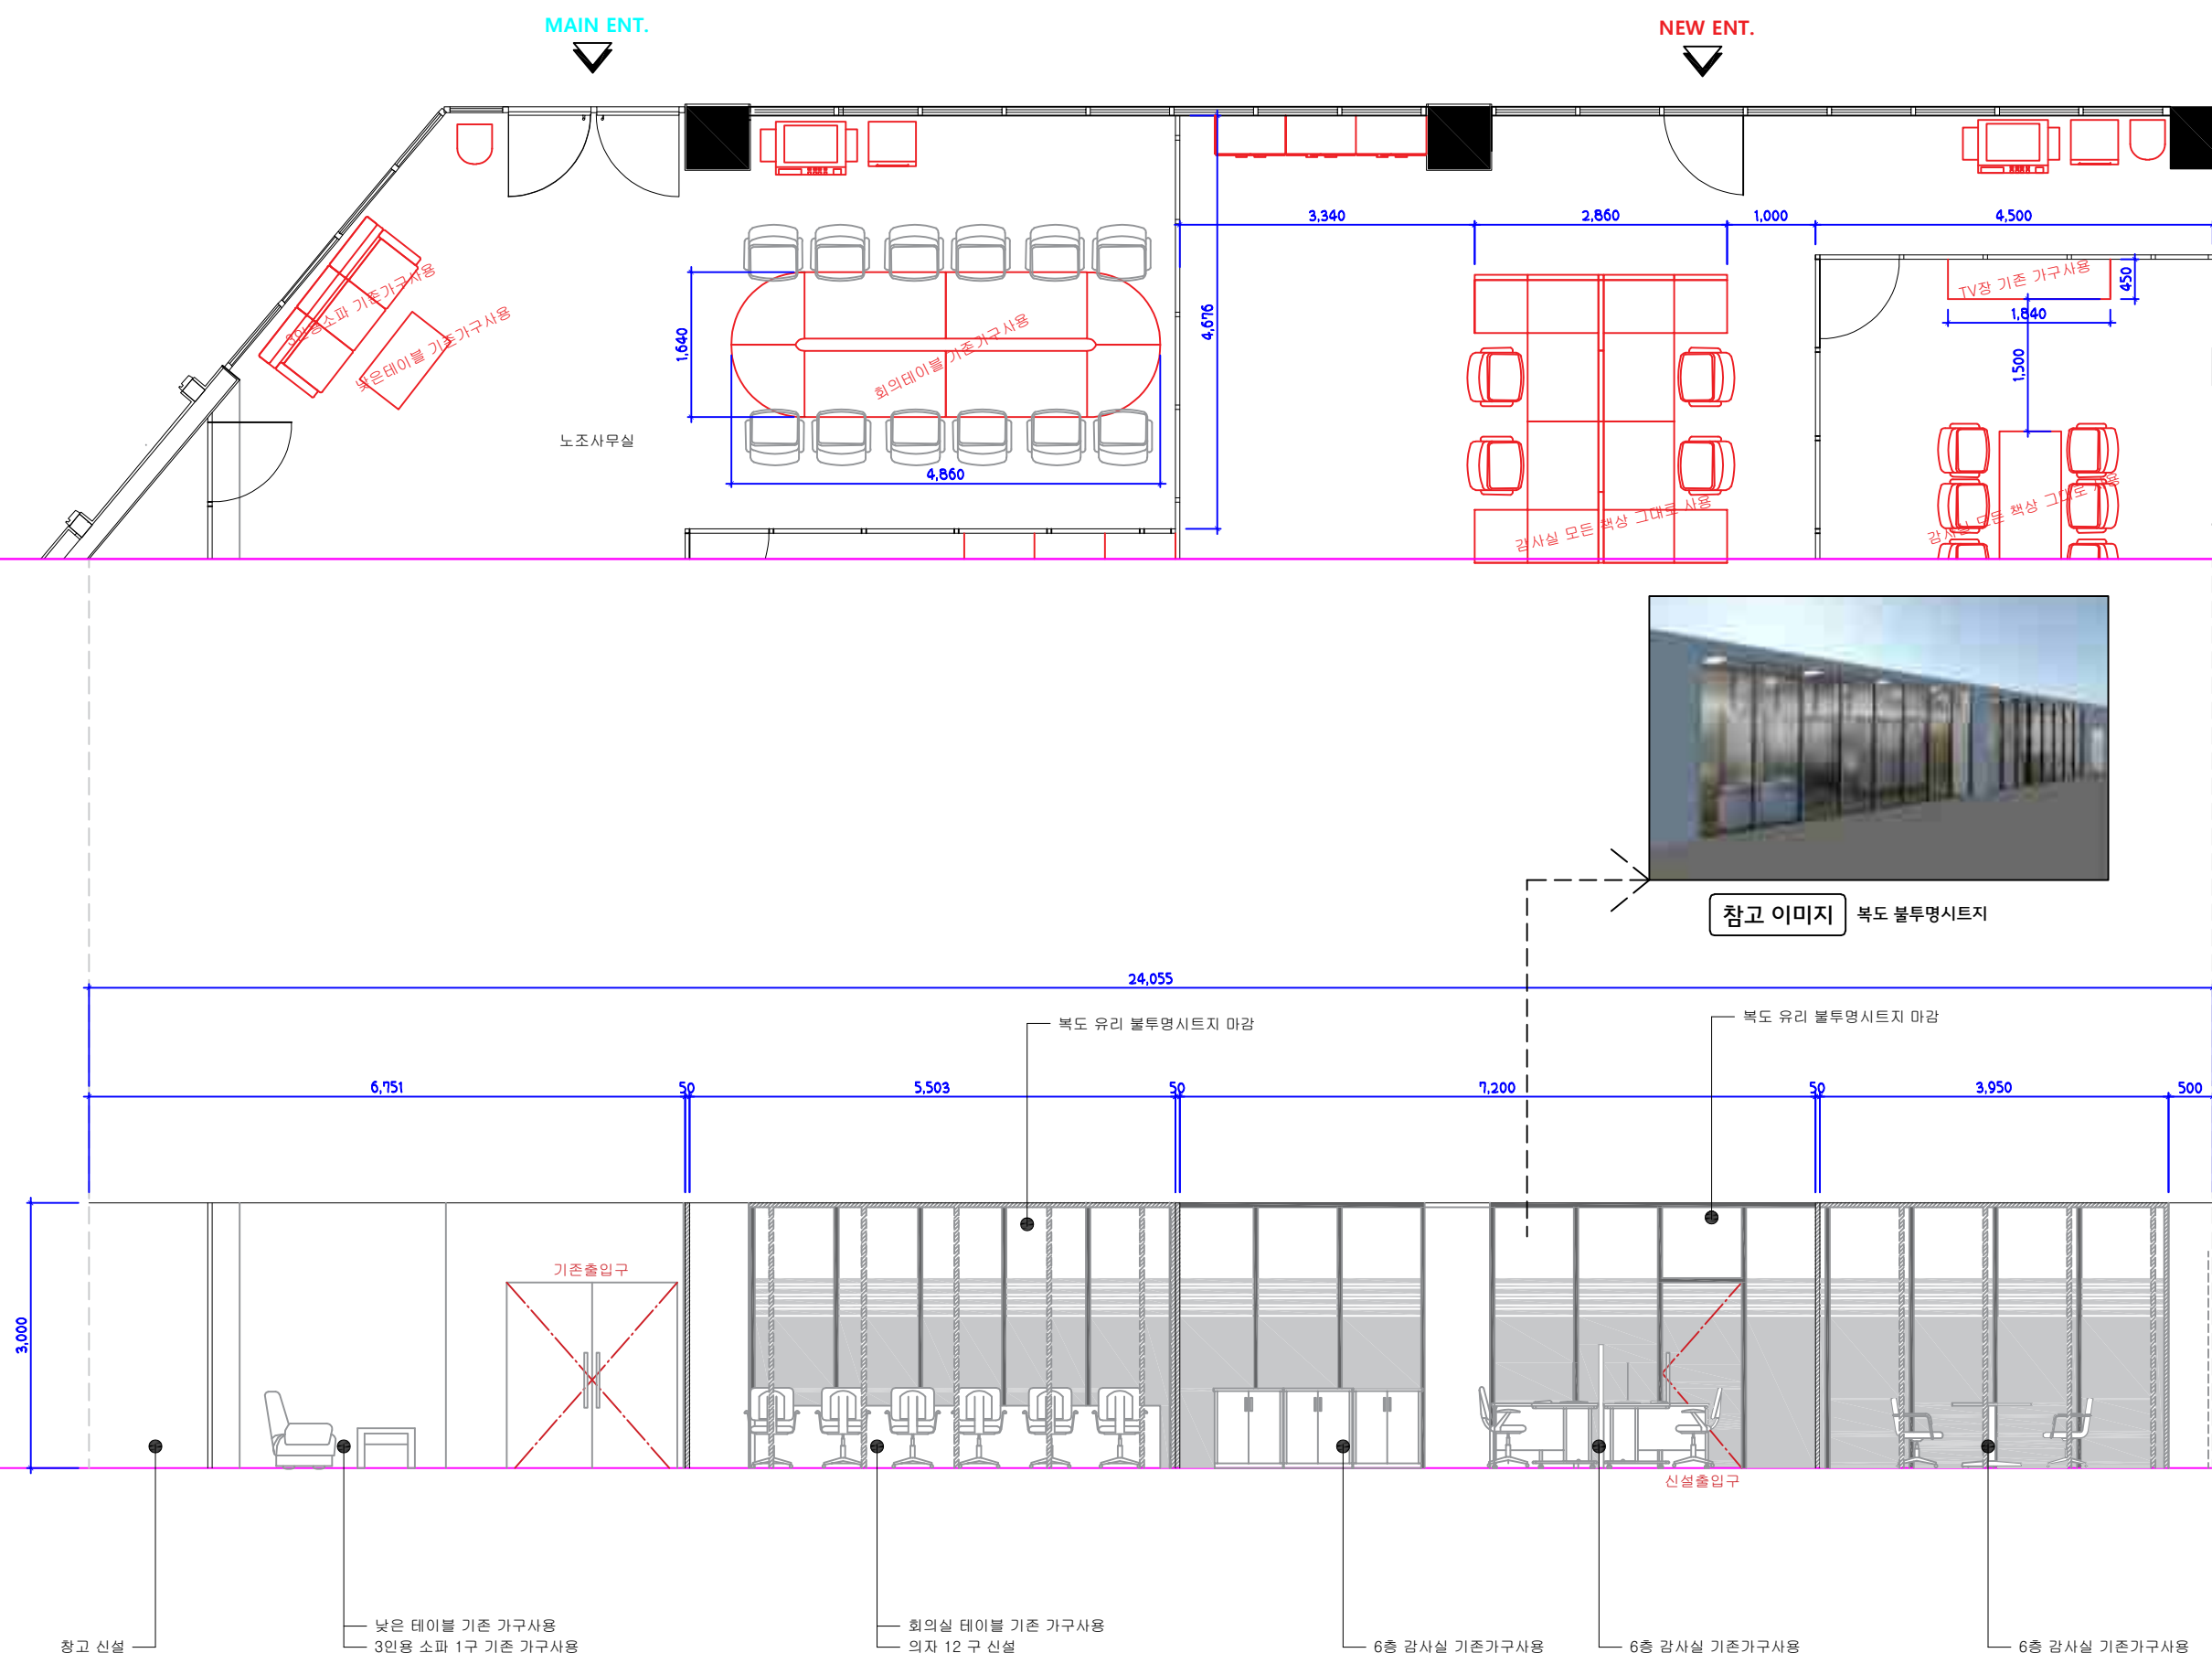 MAIN ENT.
NEW ENT.
3,340
2,860
1,000
4,500
3인용소파 기존가구사용
낮은테이블 기존가구사용
회의테이블 기존가구사용
TV장 기존 가구사용
450
1,840
1,500
4,676
1,640
노조사무실
4,860
감사실 모든 책상 그대로 사용
감사실 모든 책상 그대로 사용
참고 이미지
복도 불투명시트지
24,055
복도 유리 불투명시트지 마감
복도 유리 불투명시트지 마감
6,751
50
5,503
50
7,200
50
3,950
500
3,000
기존출입구
신설출입구
창고 신설
낮은 테이블 기존 가구사용
3인용 소파 1구 기존 가구사용
회의실 테이블 기존 가구사용
의자 12 구 신설
6층 감사실 기존가구사용
6층 감사실 기존가구사용
6층 감사실 기존가구사용